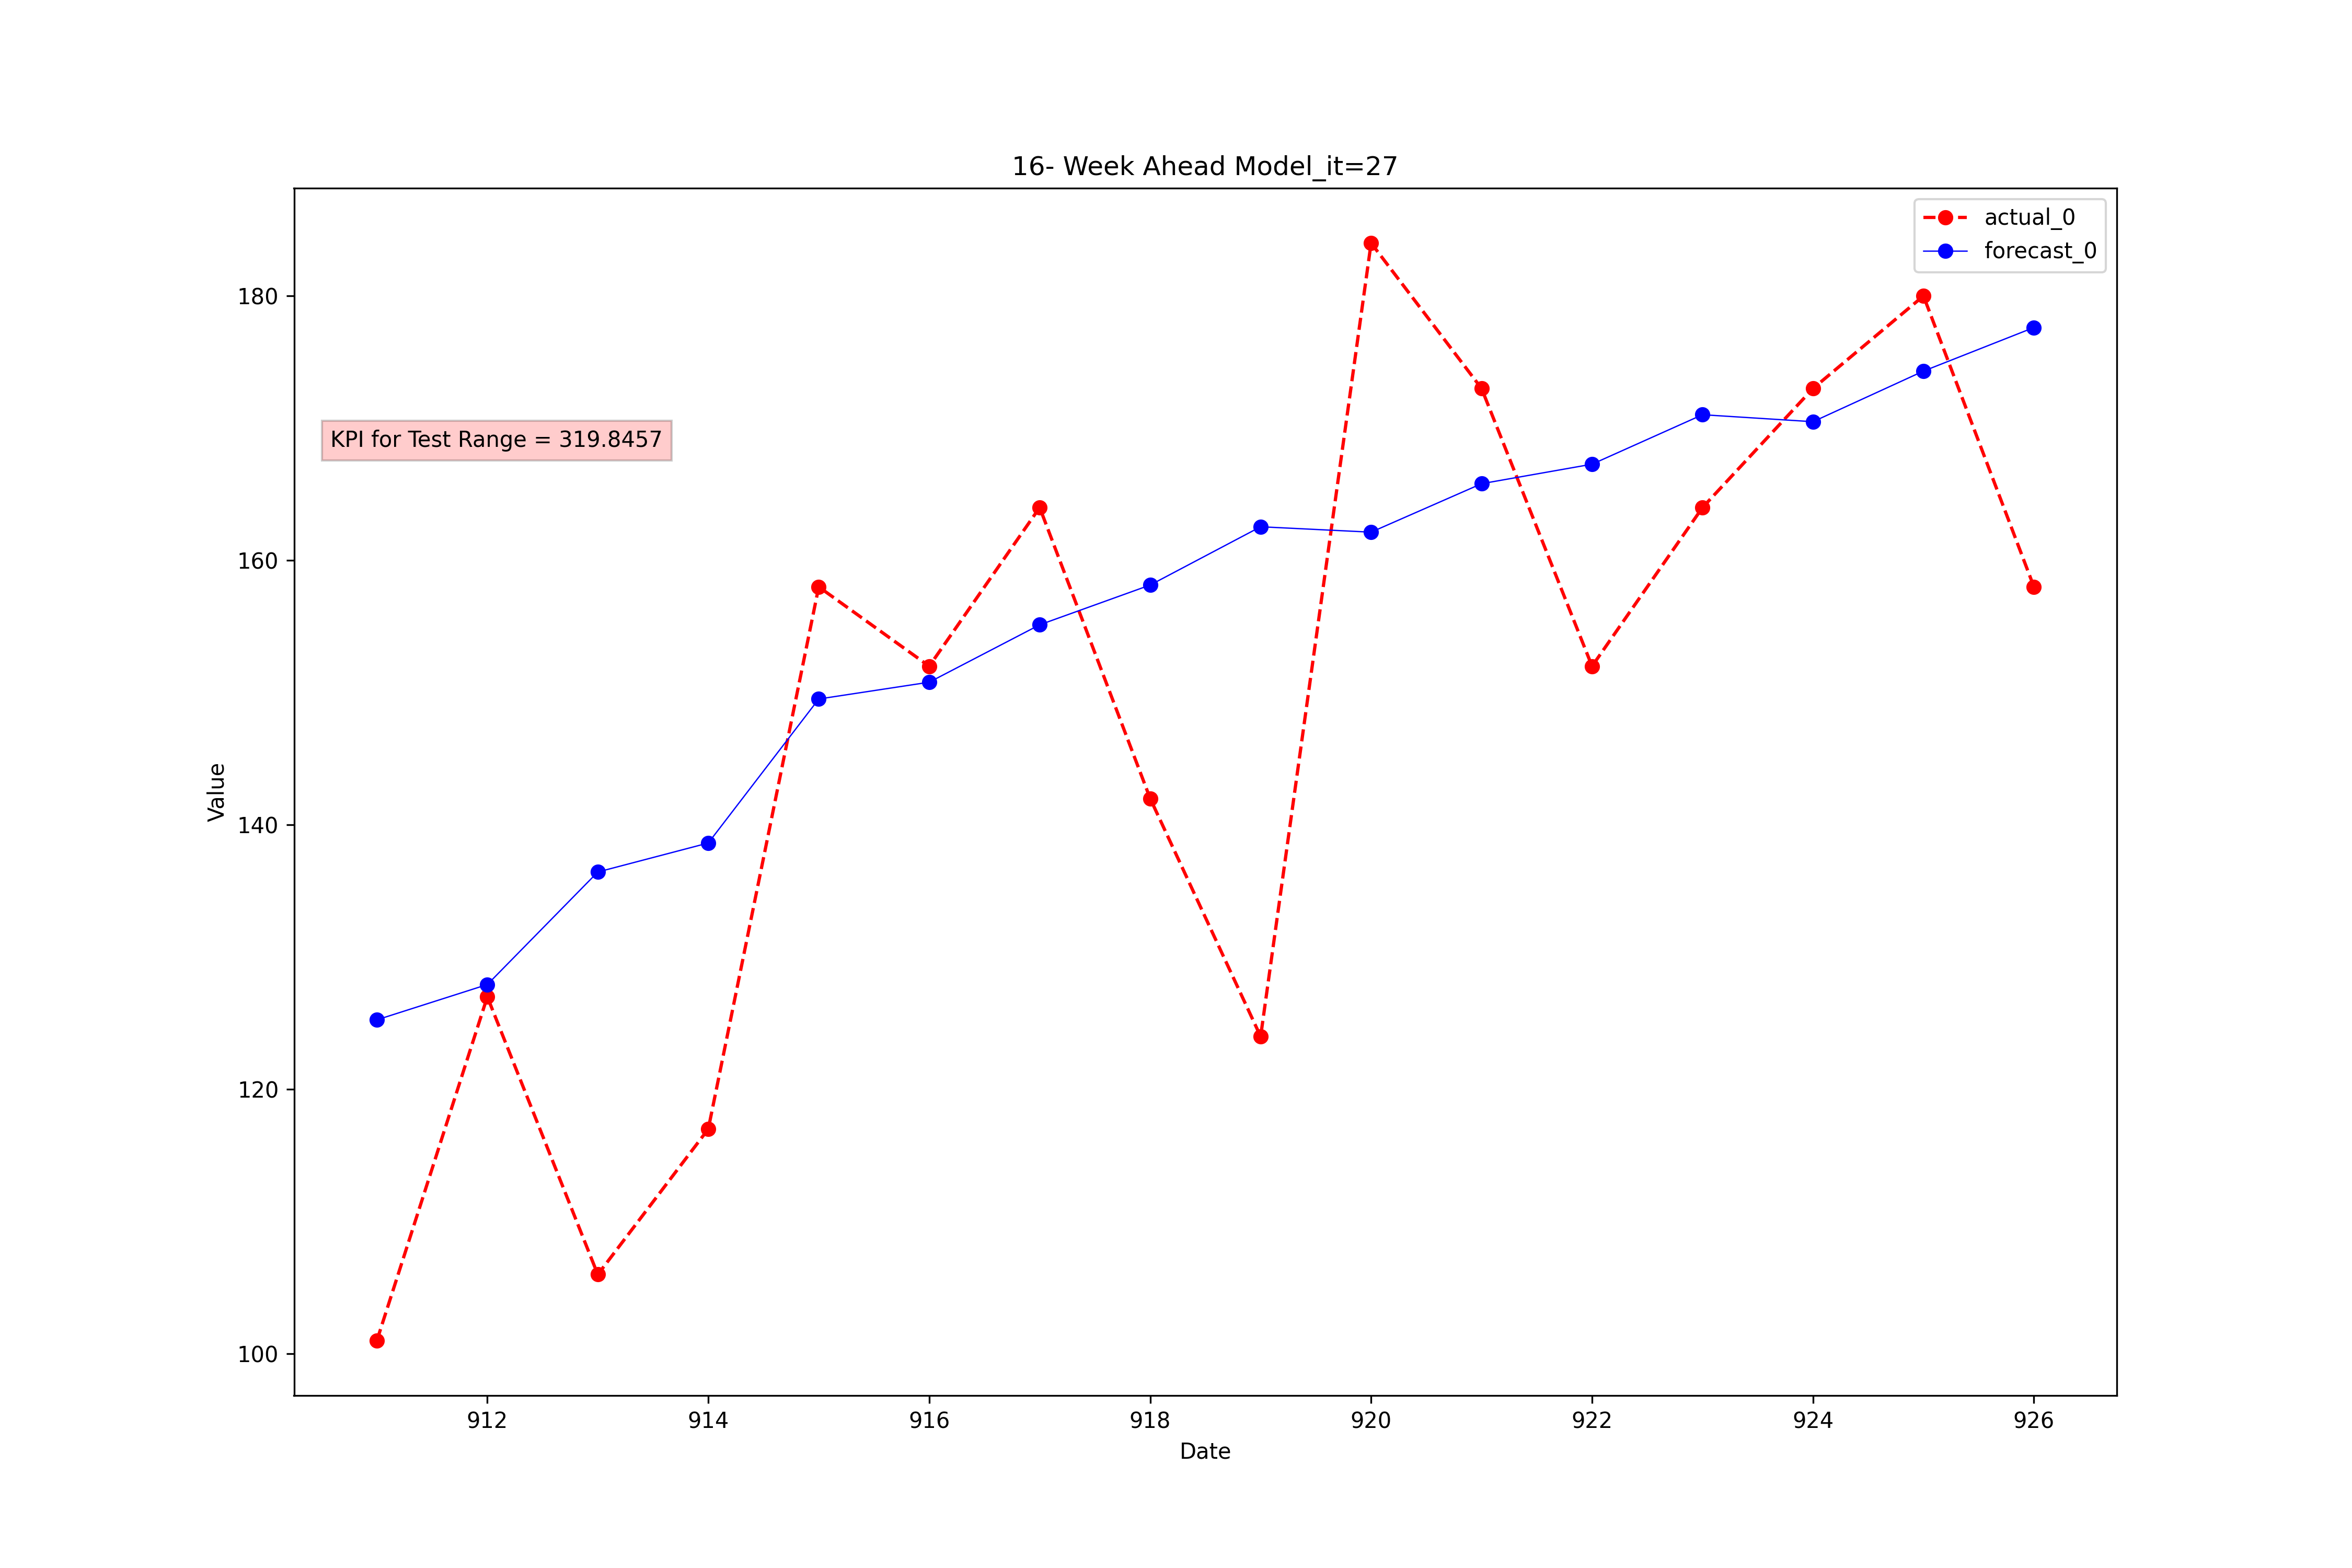 16- Week Ahead Model_it=27
actual_0
forecast_0
KPI for Test Range = 319.8457
Value
180
160
140
120
100
912 914 916 918 920 922 924 926
Date